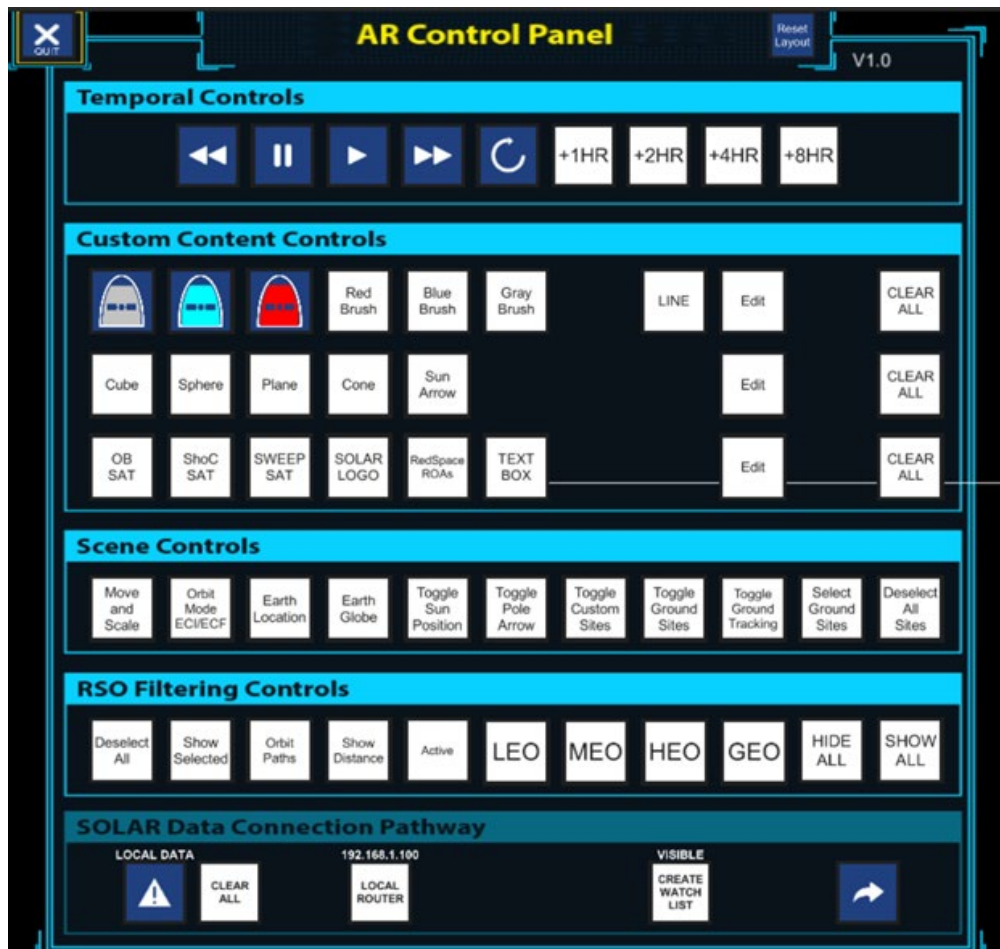 AR Control Panel
QUIT
Reset
Layout
V1.0
Temporal Controls
+1HR +2HR +4HR +8HR
Custom Content Controls
Red
Brush
Blue
Brush
Gray
Brush
LINE
Edit
CLEAR
ALL
Cube
Sphere
Plane
Cone
Sun
Arrow
Edit
CLEAR
ALL
OB
SAT
ShoC
SAT
SWEEP
SAT
SOLAR
LOGO
RedSpace
ROAs
TEXT
BOX
Edit
CLEAR
ALL
Scene Controls
Move
and
Scale
Orbit
Mode
ECI/ECF
Earth
Location
Earth
Globe
Toggle
Sun
Position
Toggle
Pole
Arrow
Toggle
Custom
Sites
Toggle
Ground
Sites
Toggle
Ground
Tracking
Select
Ground
Sites
Deselect
All
Sites
RSO Filtering Controls
Deselect
All
Show
Selected
Orbit
Paths
Show
Distance
Active
LEO
MEO
HEO
GEO
HIDE
ALL
SHOW
ALL
SOLAR Data Connection Pathway
LOCAL DATA
CLEAR
ALL
192.168.1.100
LOCAL
ROUTER
VISIBLE
CREATE
WATCH
LIST